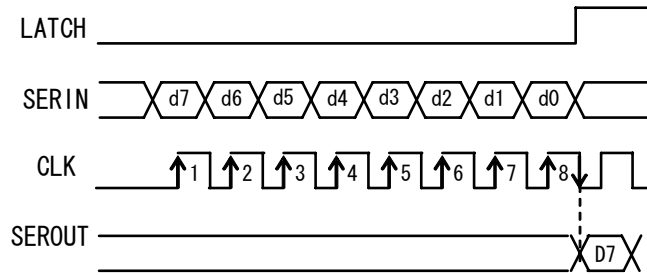 LATCH
SERIN d7 d6 d5 d4 d3 d2 d1 d0
CLK 1 2 3 4 5 6 7 8
SEROUT D7